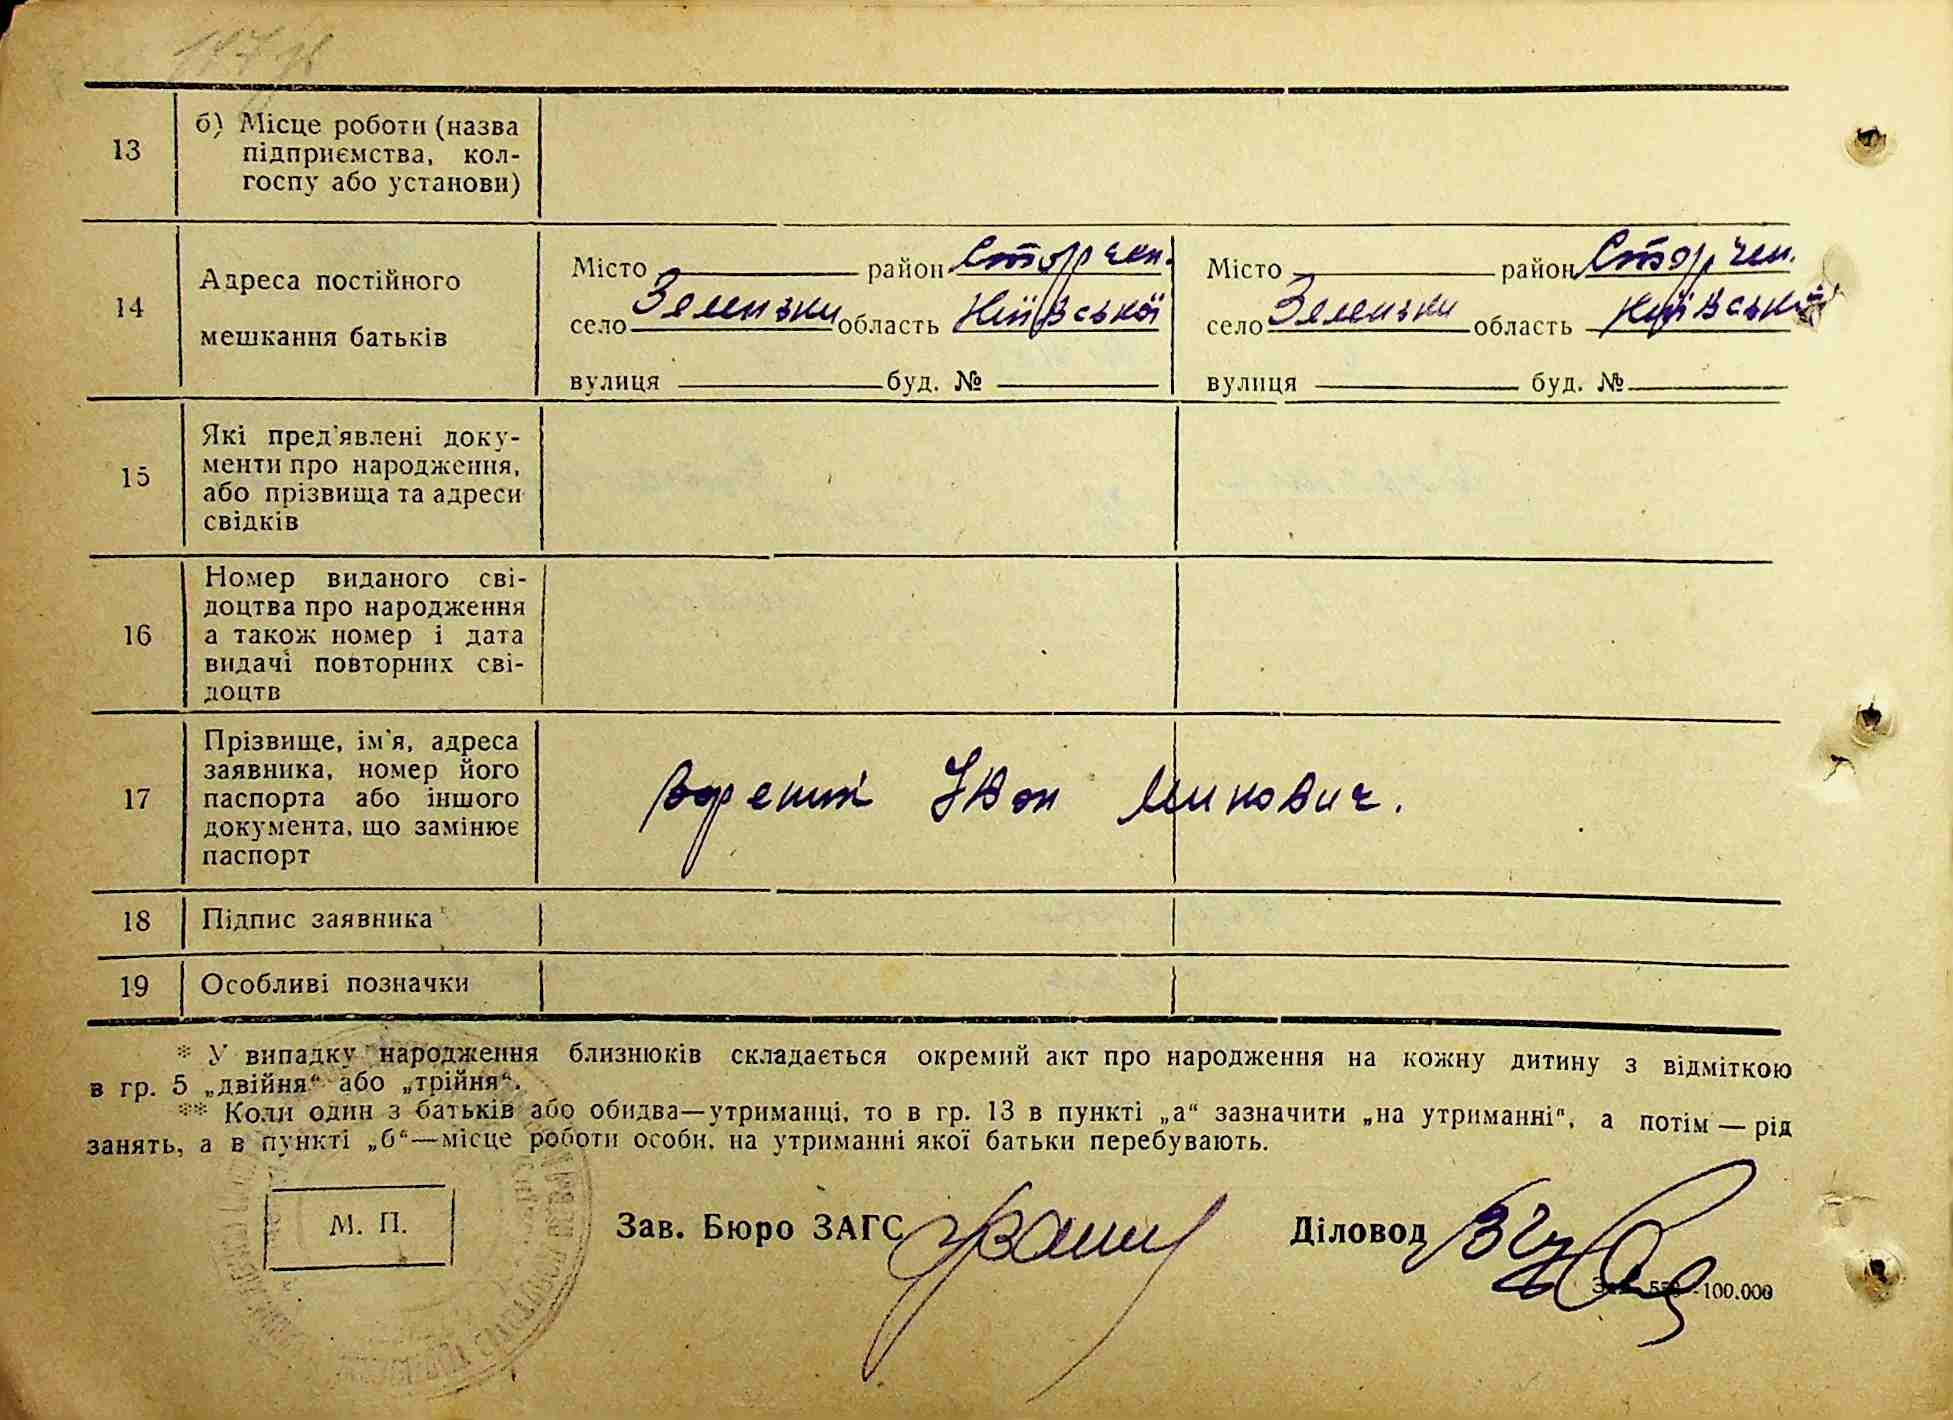 13
б) Місце роботи (назва
підприємства, кол-
госпу або установи)
14
Адреса постійного
мешкання батьків
Місто район
село Зеленьки область Київської
вулиця буд. №
Місто район
село Зеленьки область Київської
вулиця буд. №
15
Які пред'явлені доку-
менти про народження,
або прізвища та адреси
свідків
16
Номер виданого сві-
доцтва про народження
а також номер і дата
видачі повторних сві-
доцтв
17
Прізвище, ім'я, адреса
заявника, номер його
паспорта або іншого
документа, що замінює
паспорт
Іван Минович.
18
Підпис заявника
19
Особливі позначки
* У випадку народження близнюків складається окремий акт про народження на кожну дитину з відміткою
в гр. 5 „двійня“ або „трійня“.
** Коли один з батьків або обидва—утриманці, то в гр. 13 в пункті „а“ зазначити „на утриманні“, а потім — рід
занять, а в пункті „б“—місце роботи особи, на утриманні якої батьки перебувають.
М. П.
Зав. Бюро ЗАГС
Діловод
-100.000